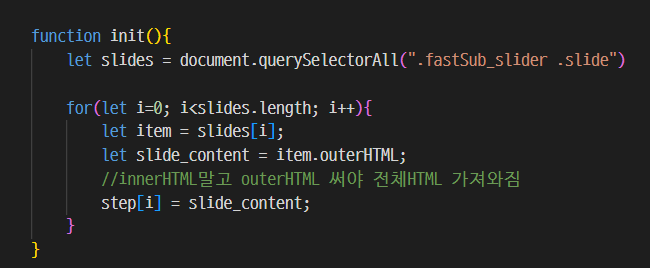 function init(){
let slides = document.querySelectorAll(".fastSub_slider .slide")
for(let i=0; i<slides.length; i++){
let item = slides[i];
let slide_content = item.outerHTML;
//innerHTML말고 outerHTML 써야 전체HTML 가져와짐
step[i] = slide_content;
}
}